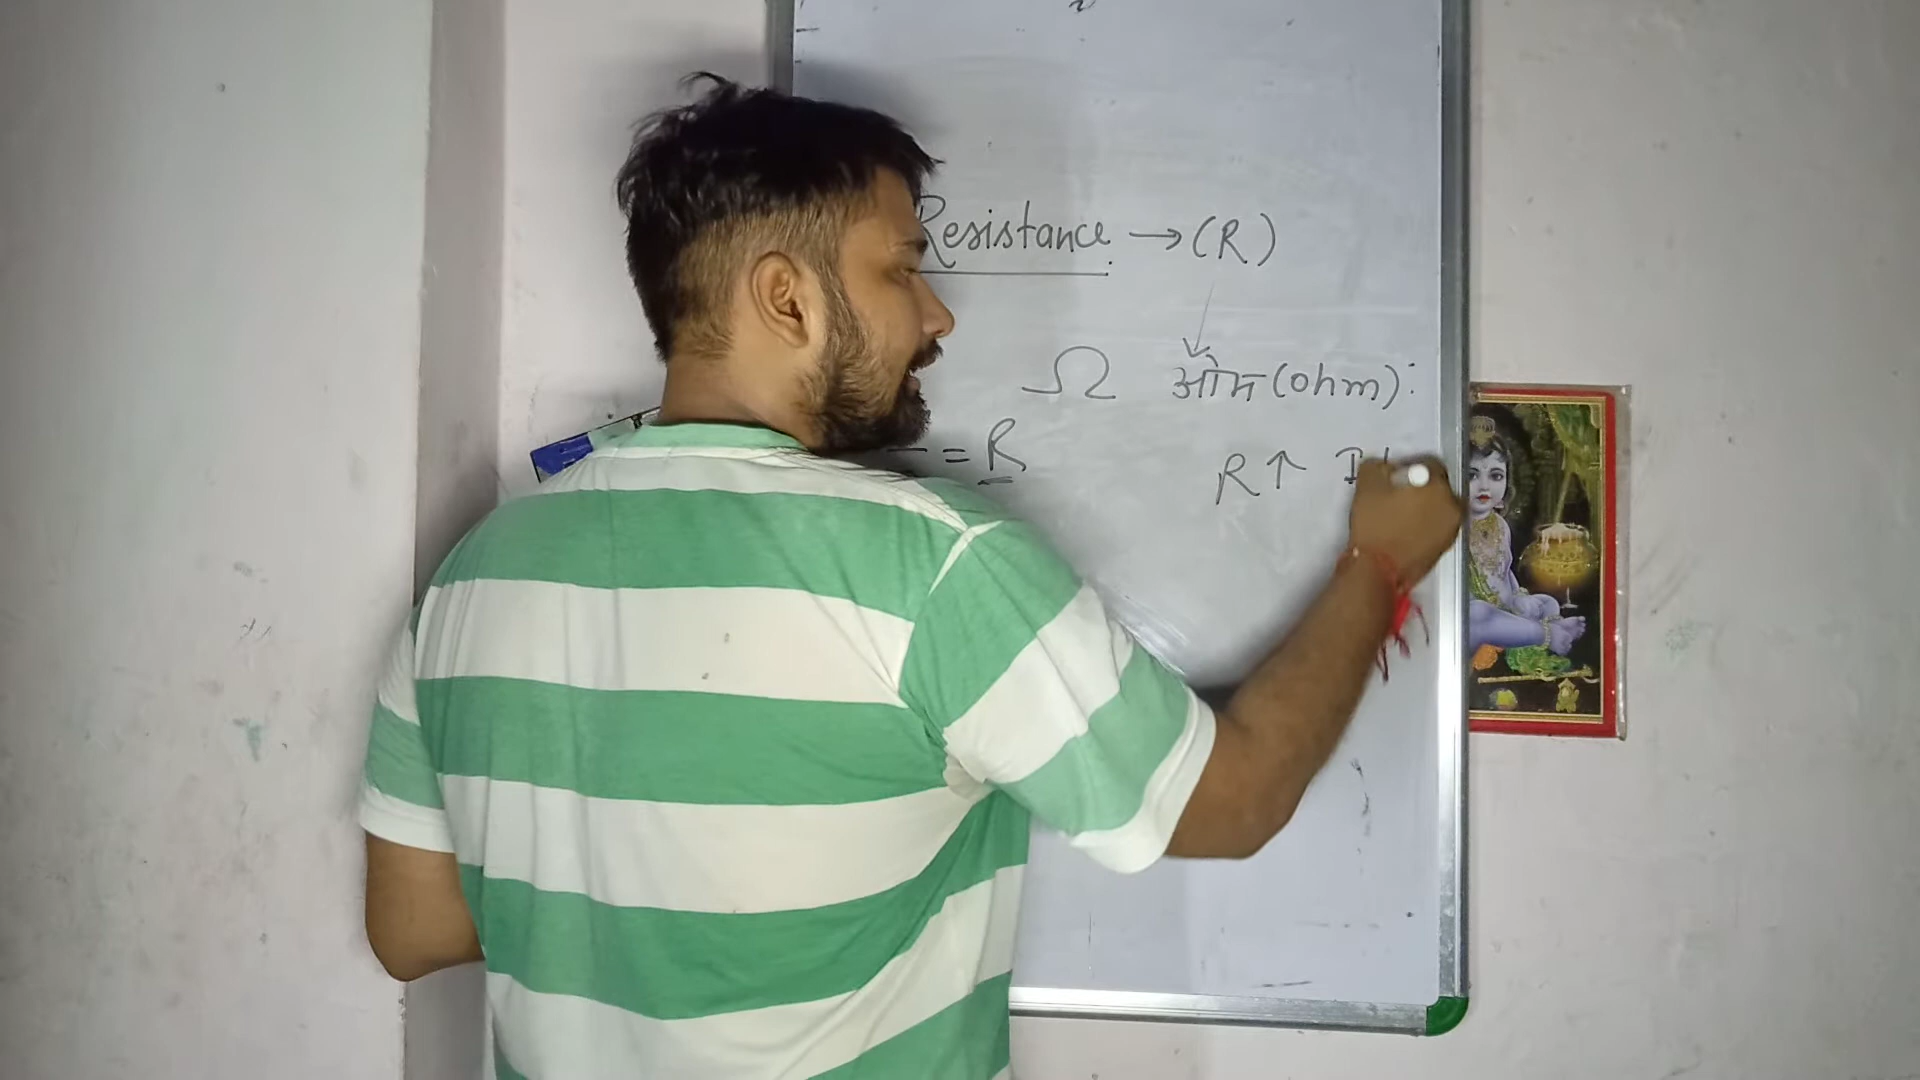 Resistance → (R)
Ω ओम (ohm):
= R
R↑ I